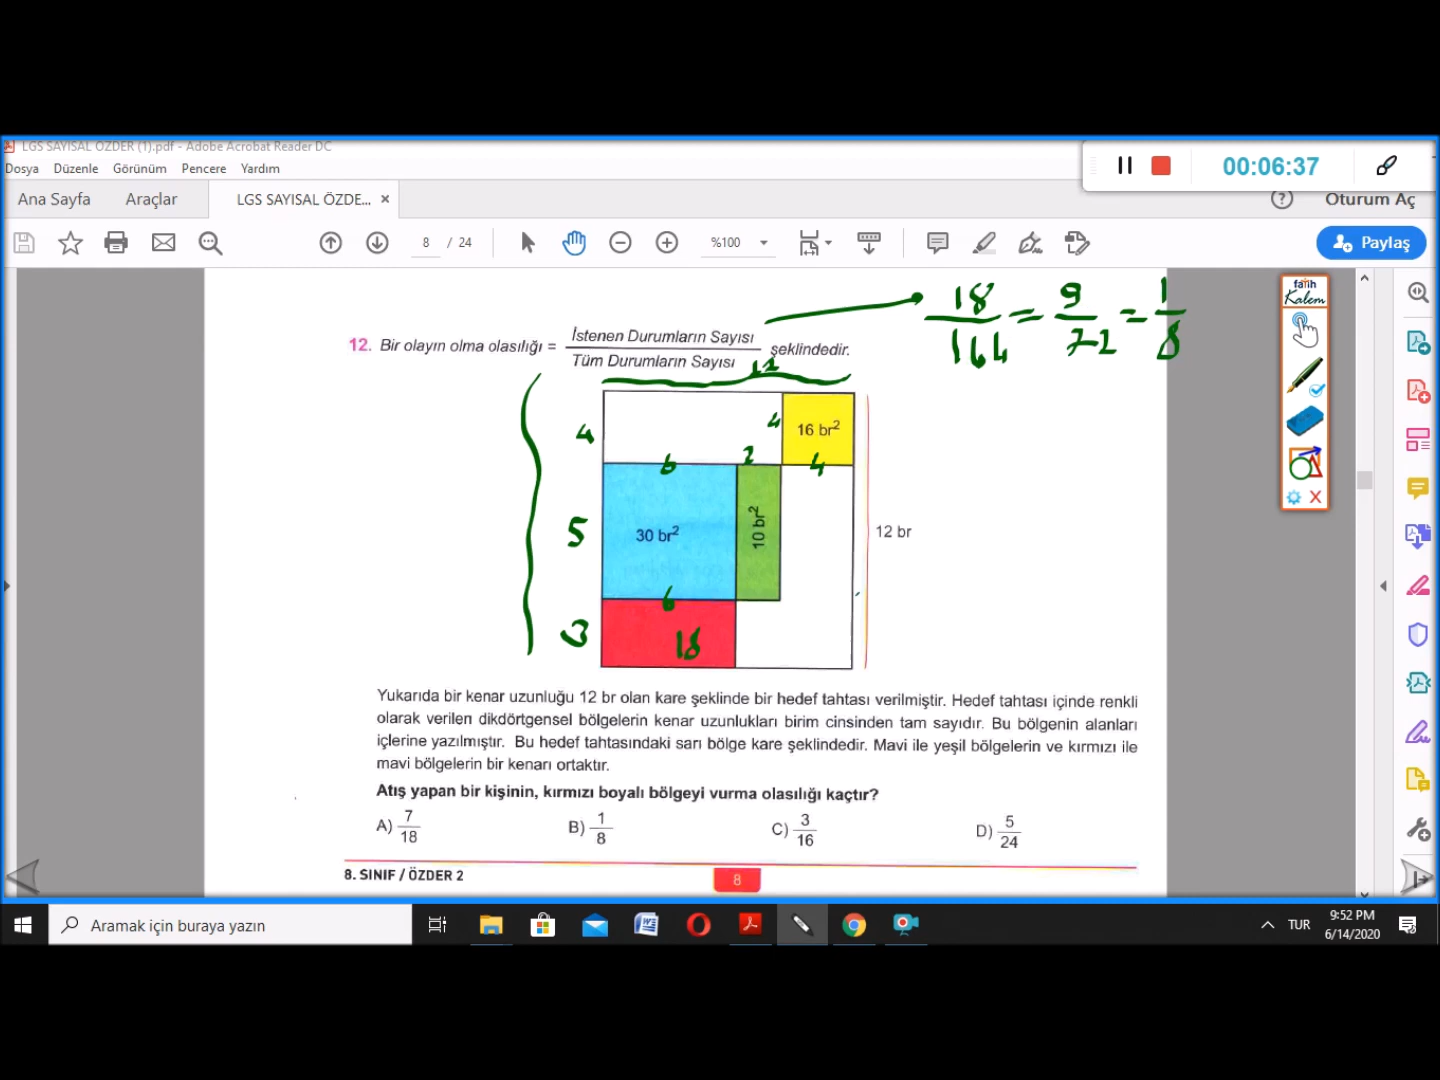 LGS SAYISAL ÖZDER (1).pdf - Adobe Acrobat Reader DC
Dosya Düzenle Görünüm Pencere Yardım
00:06:37
Ana Sayfa Araçlar LGS SAYISAL ÖZDE... × ? Oturum Aç
8 / 24 %100 Paylaş
fatih
Kalem
X
18/164 = 9/72 = 1/8
12. Bir olayın olma olasılığı = İstenen Durumların Sayısı / Tüm Durumların Sayısı şeklindedir.
12
4 4 16 br²
6 2 4
5 30 br² 10 br² 12 br
6
3 18
Yukarıda bir kenar uzunluğu 12 br olan kare şeklinde bir hedef tahtası verilmiştir. Hedef tahtası içinde renkli
olarak verilen dikdörtgensel bölgelerin kenar uzunlukları birim cinsinden tam sayıdır. Bu bölgenin alanları
içlerine yazılmıştır. Bu hedef tahtasındaki sarı bölge kare şeklindedir. Mavi ile yeşil bölgelerin ve kırmızı ile
mavi bölgelerin bir kenarı ortaktır.
Atış yapan bir kişinin, kırmızı boyalı bölgeyi vurma olasılığı kaçtır?
A) 7/18 B) 1/8 C) 3/16 D) 5/24
8. SINIF / ÖZDER 2 8
Aramak için buraya yazın
TUR 9:52 PM
6/14/2020